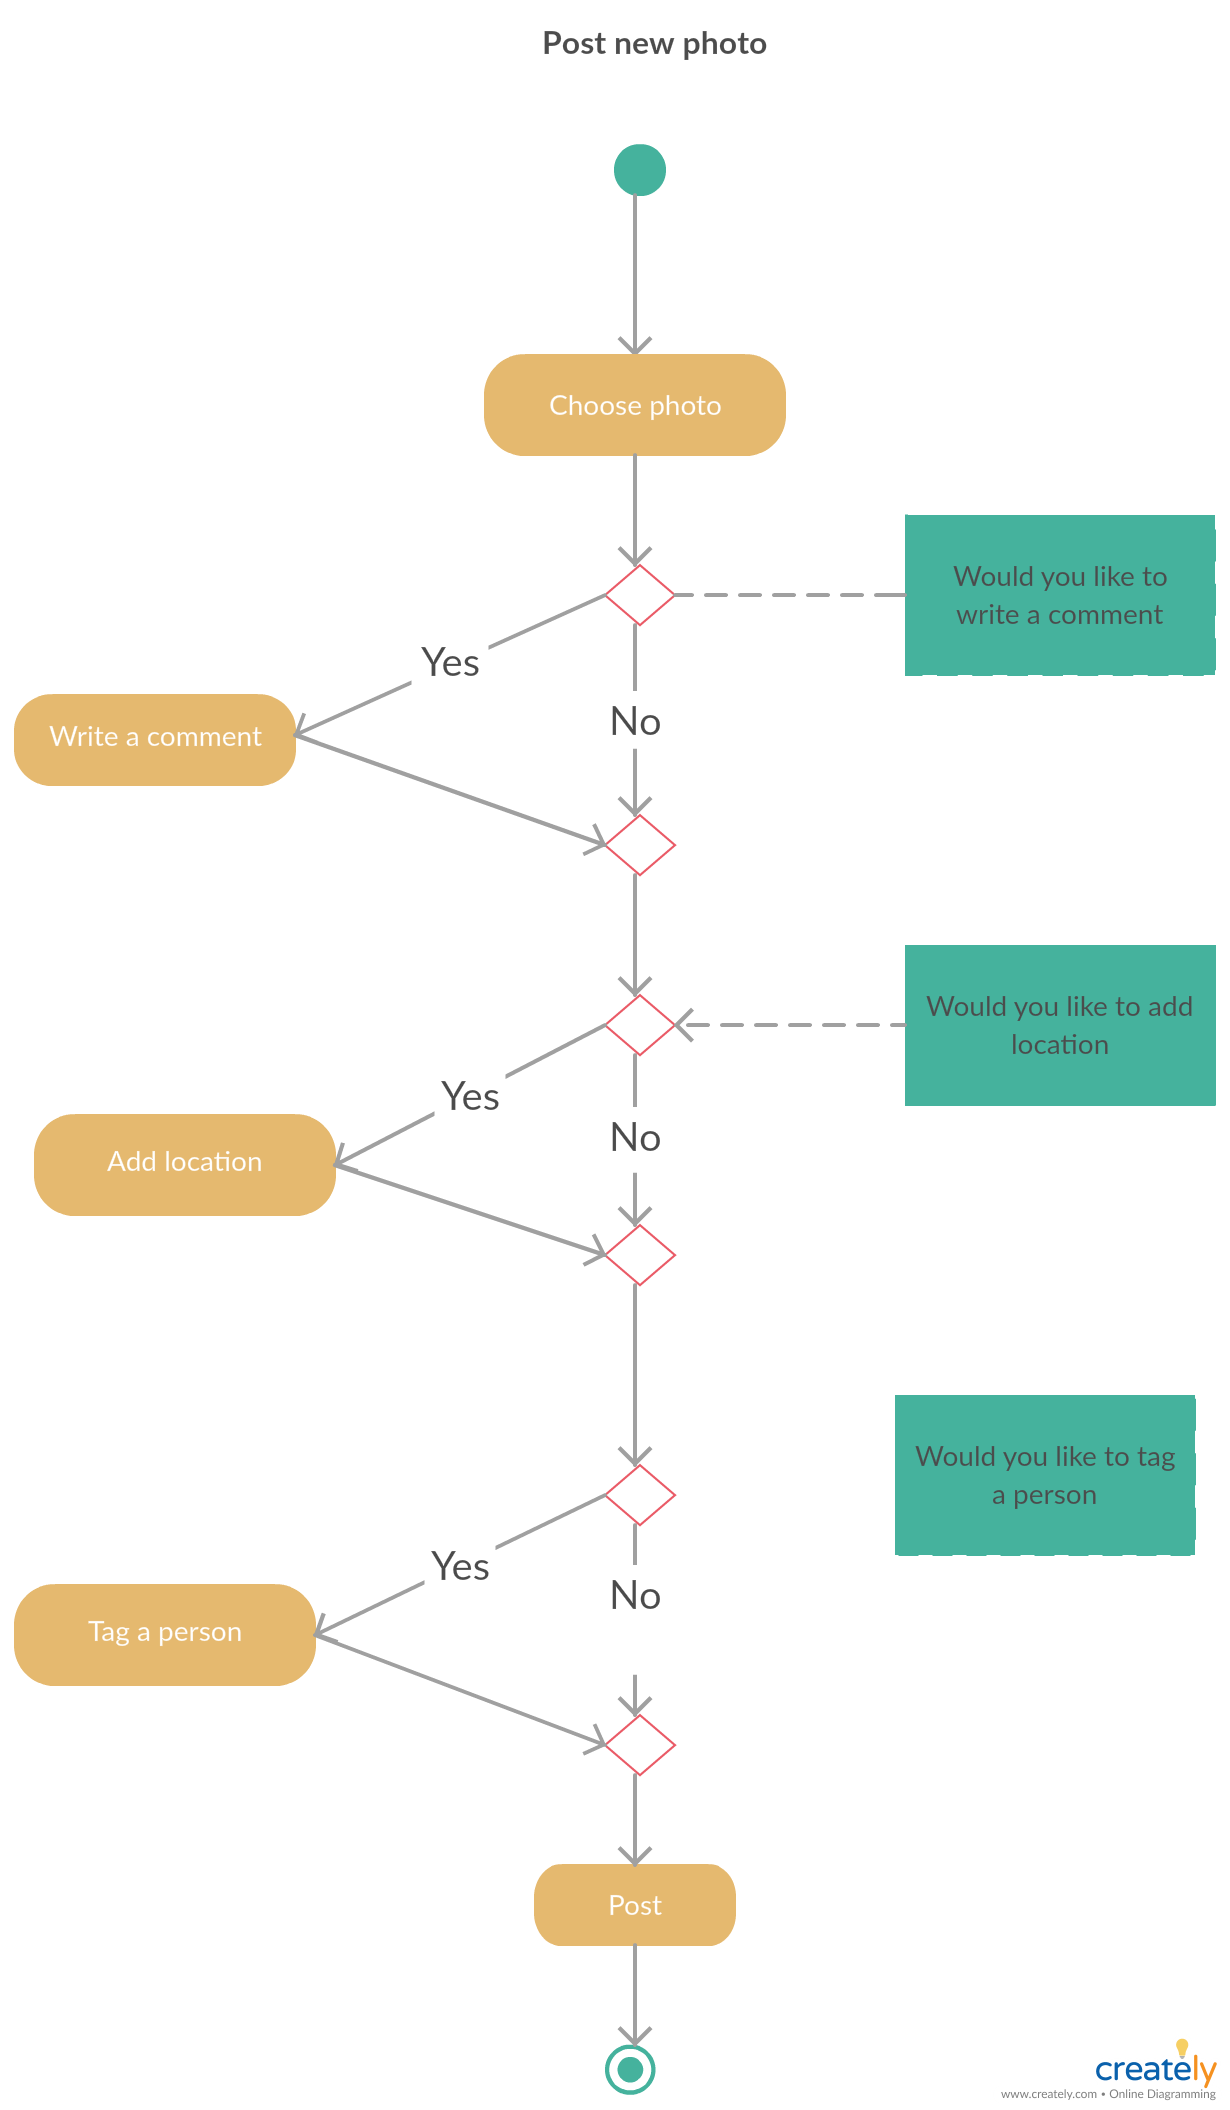 Post new photo
Choose photo
Would you like to
write a comment
Yes
No
Write a comment
Would you like to add
location
Yes
No
Add location
Would you like to tag
a person
Yes
No
Tag a person
Post
creately
www.creately.com • Online Diagramming